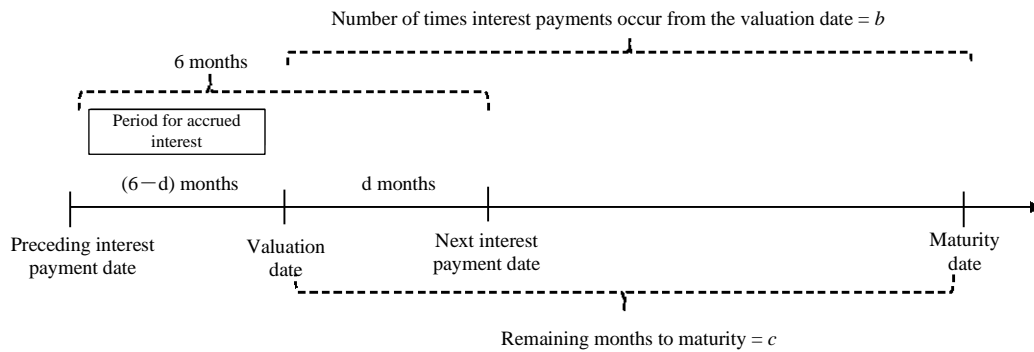 Number of times interest payments occur from the valuation date = b
6 months
Period for accrued
interest
(6－d) months
d months
Preceding interest
payment date
Valuation
date
Next interest
payment date
Maturity
date
Remaining months to maturity = c